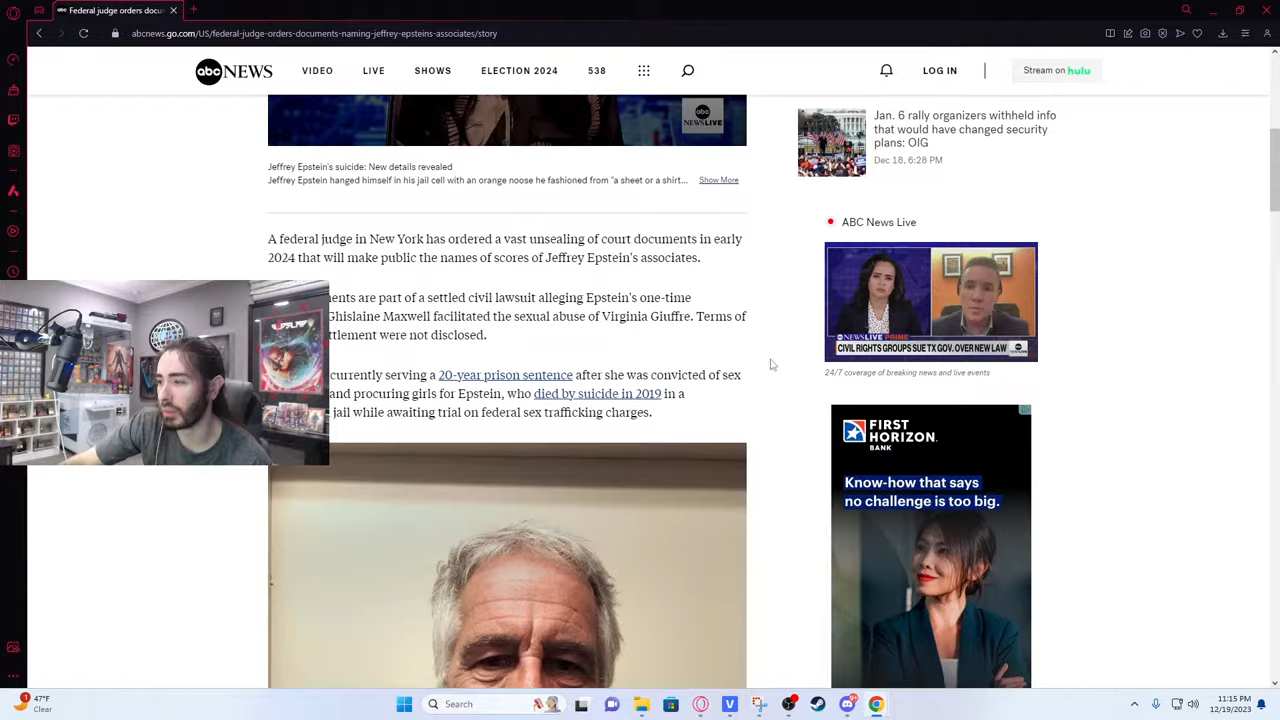 Federal judge orders docu
abcnews.go.com/US/federal-judge-orders-documents-naming-jeffrey-epstein-associates/story
abc NEWS VIDEO LIVE SHOWS ELECTION 2024 538 LOG IN Stream on hulu
abc
NEWS LIVE
Jeffrey Epstein's suicide: New details revealed
Jeffrey Epstein hanged himself in his jail cell with an orange noose he fashioned from "a sheet or a shirt... Show More
A federal judge in New York has ordered a vast unsealing of court documents in early
2024 that will make public the names of scores of Jeffrey Epstein's associates.
ents are part of a settled civil lawsuit alleging Epstein's one-time
Ghislaine Maxwell facilitated the sexual abuse of Virginia Giuffre. Terms of
ttlement were not disclosed.
currently serving a 20-year prison sentence after she was convicted of sex
and procuring girls for Epstein, who died by suicide in 2019 in a
jail while awaiting trial on federal sex trafficking charges.
Jan. 6 rally organizers withheld info
that would have changed security
plans: OIG
Dec 18, 6:28 PM
ABC News Live
NEWS LIVE PRIME
CIVIL RIGHTS GROUPS SUE TX GOV. OVER NEW LAW
24/7 coverage of breaking news and live events
FIRST
HORIZON.
BANK
Know-how that says
no challenge is too big.
1
47°F
Clear
Search
11:15 PM
12/19/2023